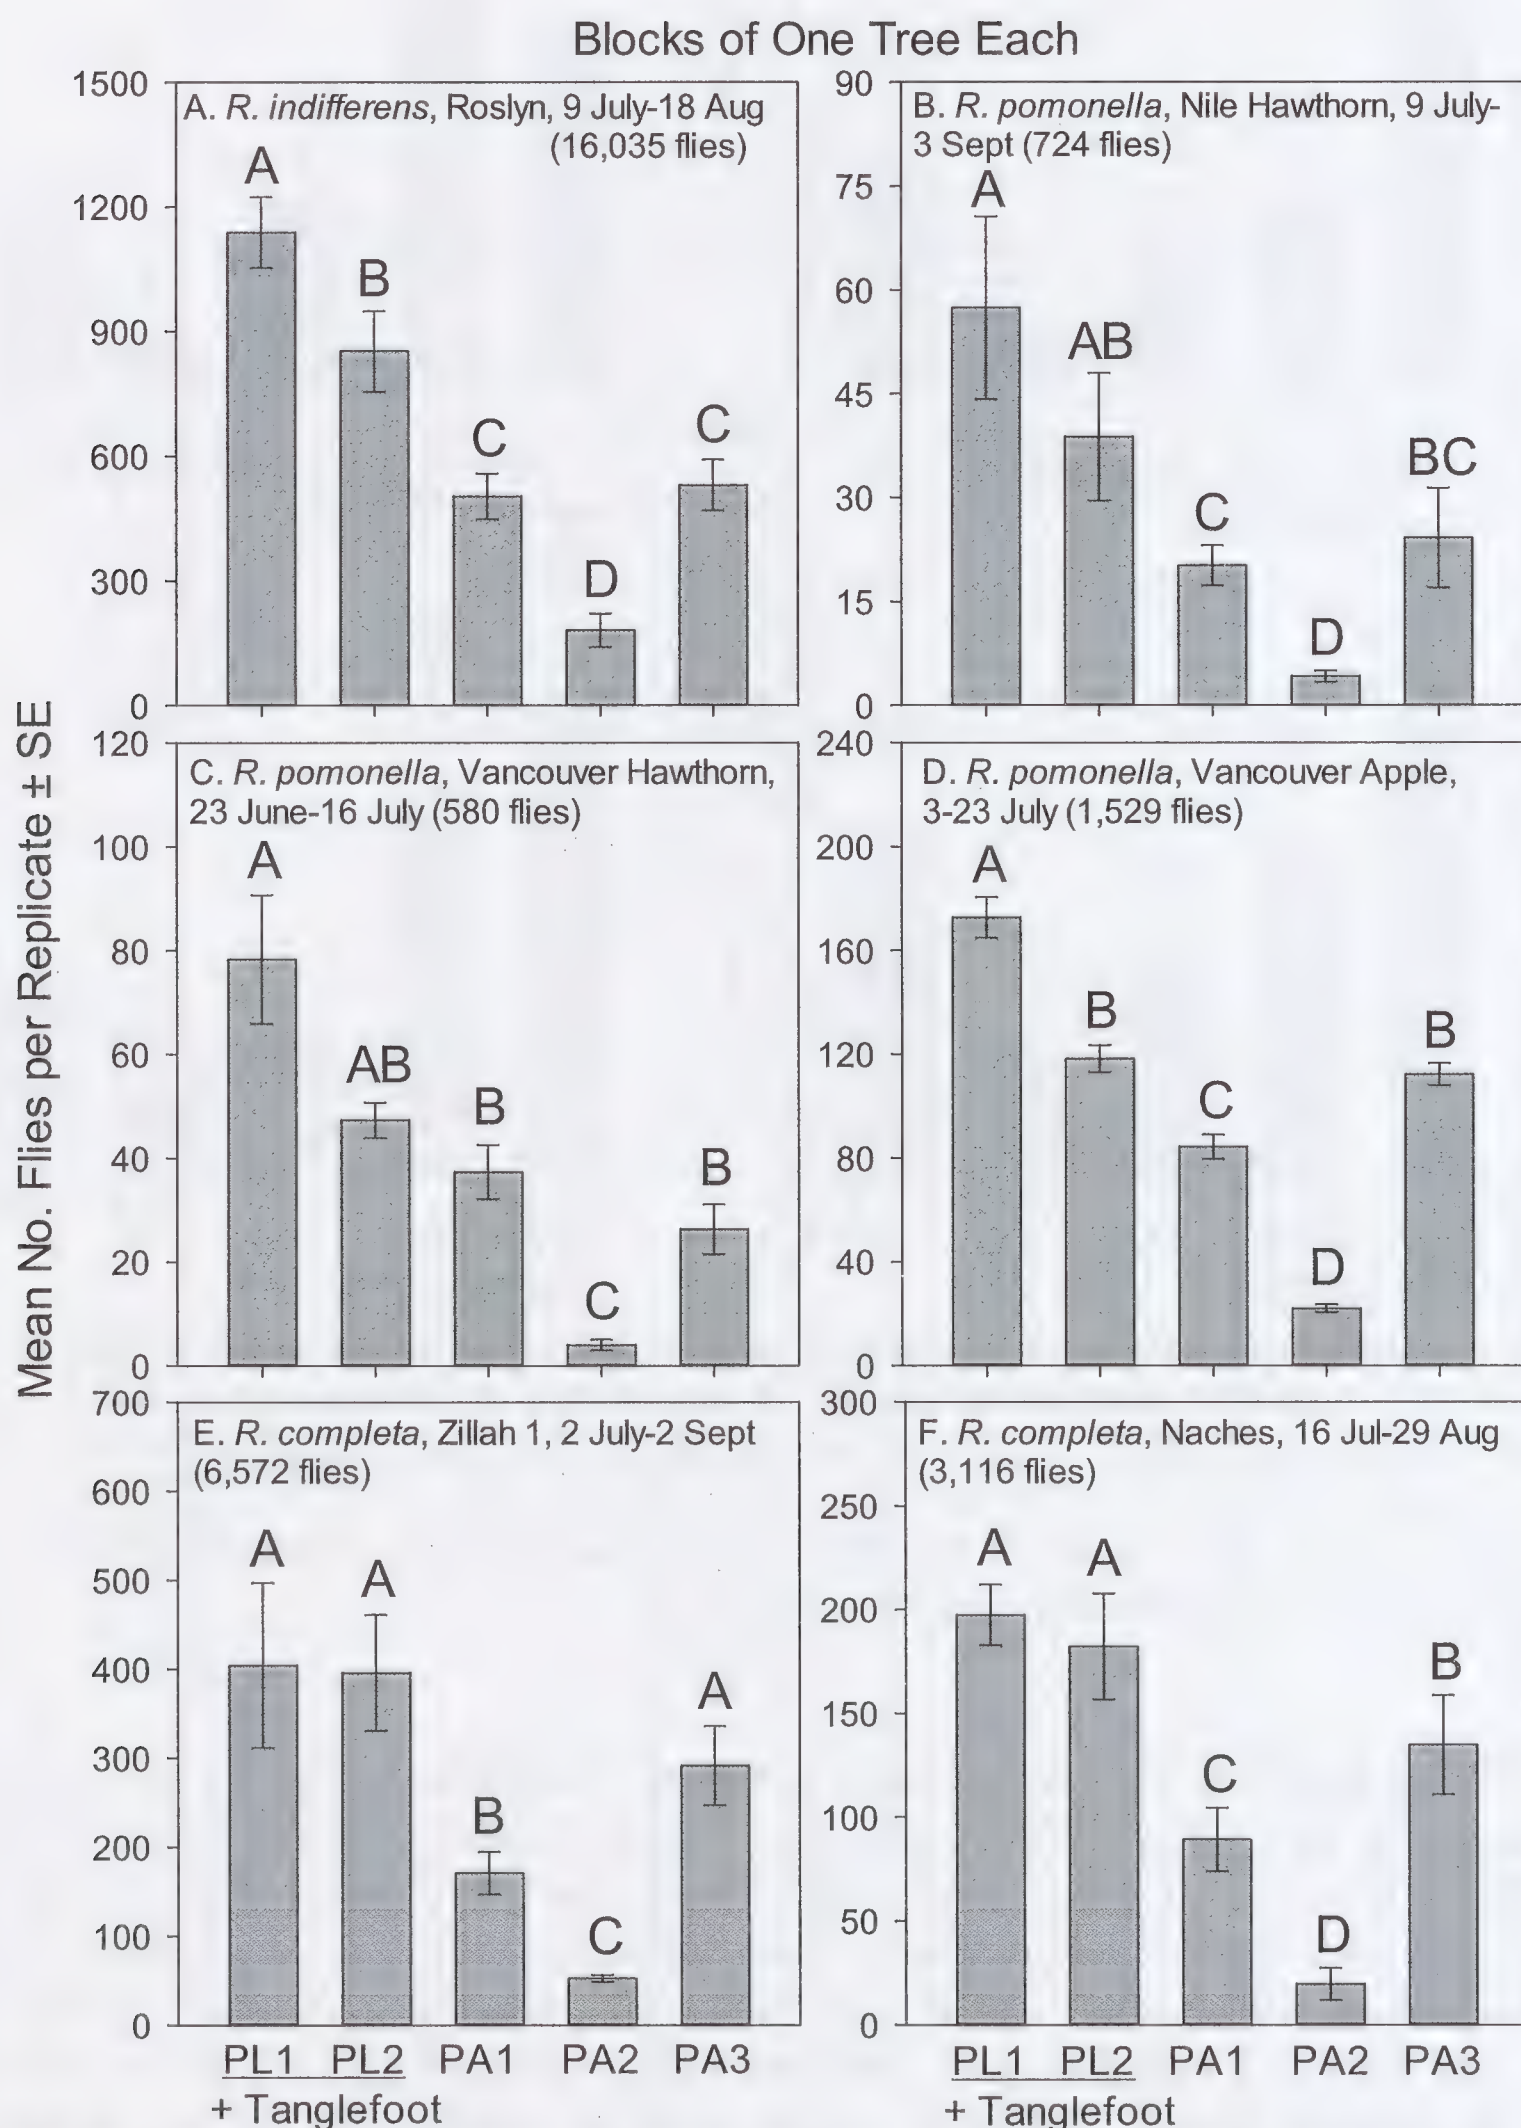 Blocks of One Tree Each
Mean No. Flies per Replicate ± SE
1500
1200
900
600
300
0
A. R. indifferens, Roslyn, 9 July-18 Aug
(16,035 flies)
A
B
C
D
C
90
75
60
45
30
15
0
B. R. pomonella, Nile Hawthorn, 9 July-
3 Sept (724 flies)
A
AB
C
D
BC
120
100
80
60
40
20
0
C. R. pomonella, Vancouver Hawthorn,
23 June-16 July (580 flies)
A
AB
B
C
B
240
200
160
120
80
40
0
D. R. pomonella, Vancouver Apple,
3-23 July (1,529 flies)
A
B
C
D
B
700
600
500
400
300
200
100
0
E. R. completa, Zillah 1, 2 July-2 Sept
(6,572 flies)
A
A
B
C
A
PL1 PL2 PA1 PA2 PA3
+ Tanglefoot
300
250
200
150
100
50
0
F. R. completa, Naches, 16 Jul-29 Aug
(3,116 flies)
A
A
C
D
B
PL1 PL2 PA1 PA2 PA3
+ Tanglefoot